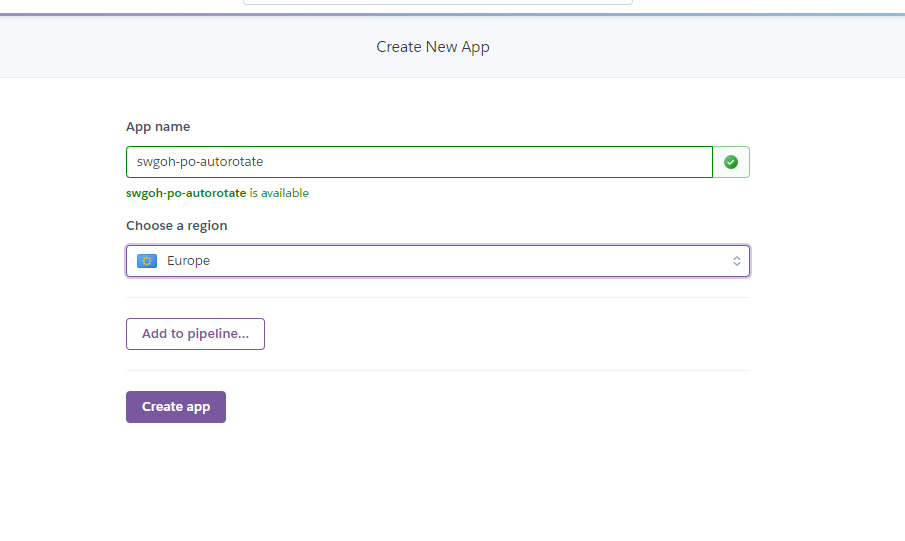 Create New App
App name
swgoh-po-autorotate
swgoh-po-autorotate is available
Choose a region
Europe
Add to pipeline...
Create app